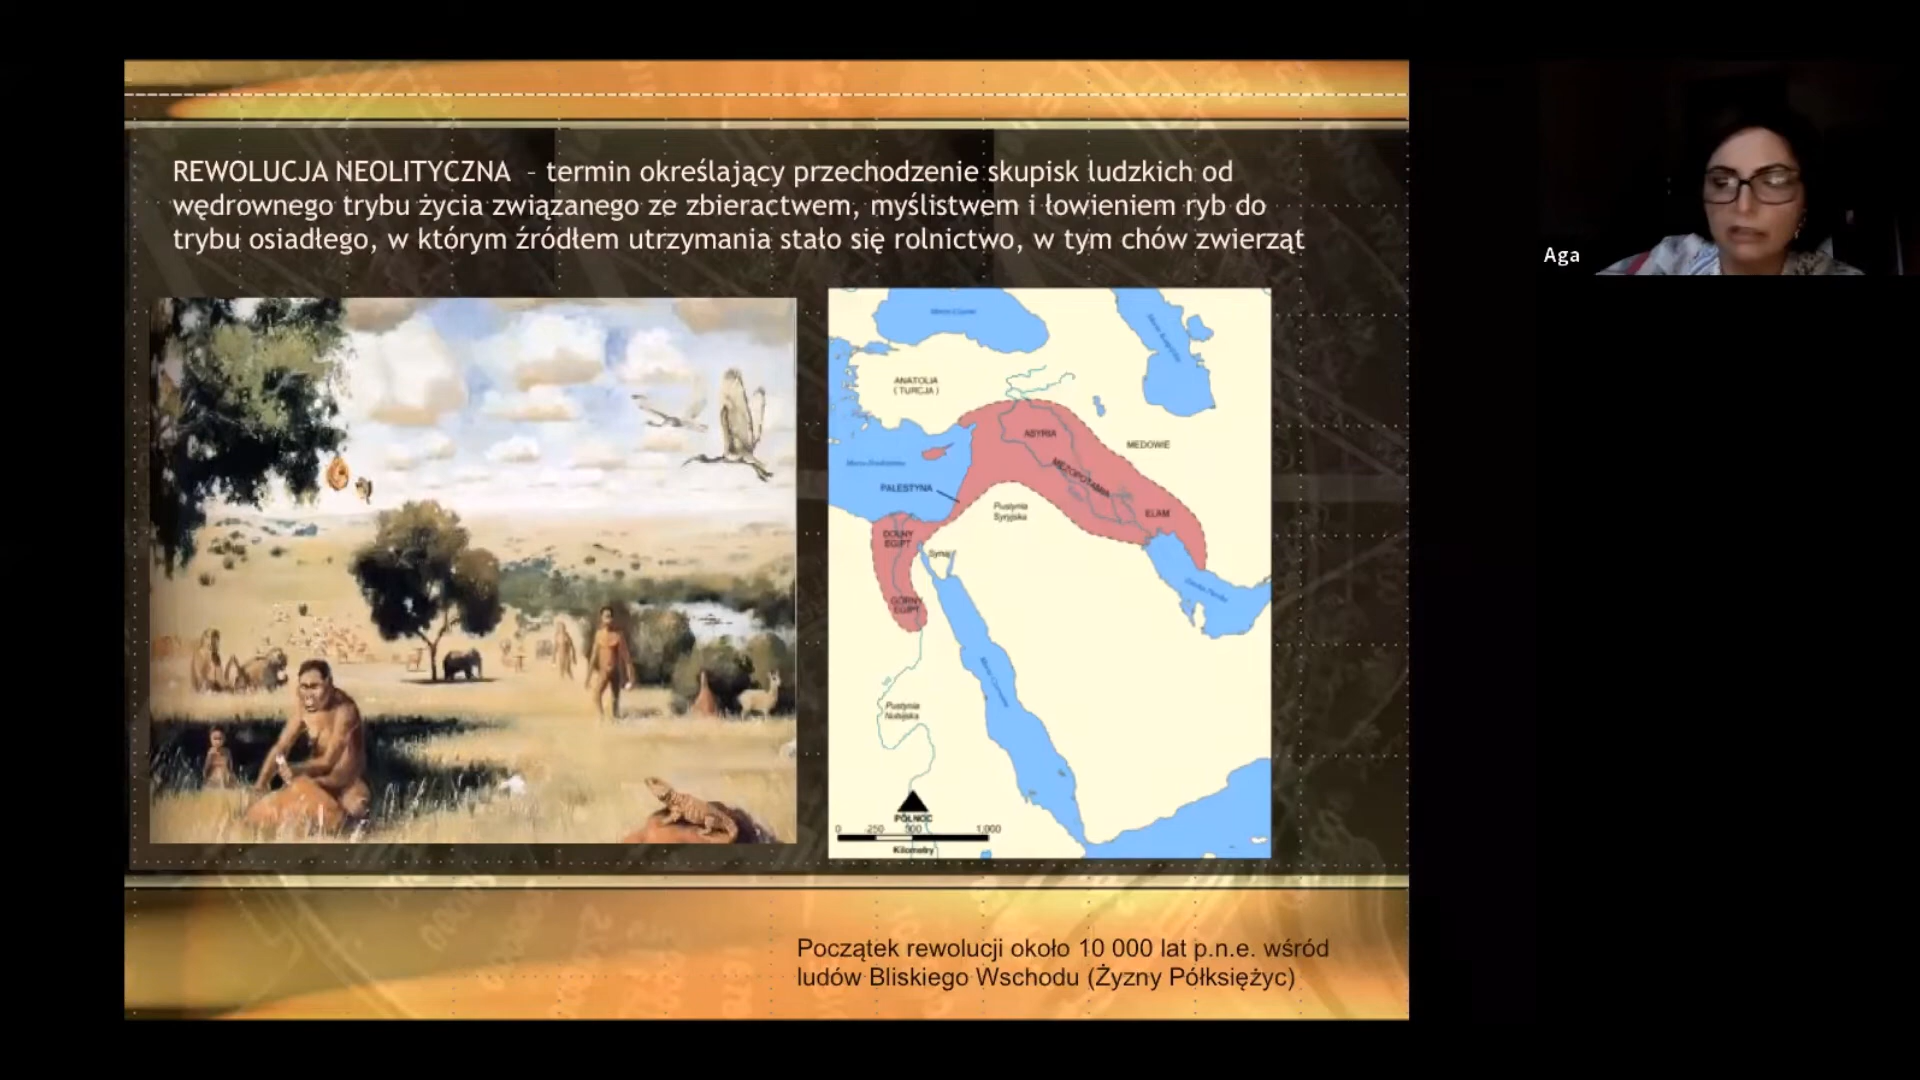 REWOLUCJA NEOLITYCZNA – termin określający przechodzenie skupisk ludzkich od
wędrownego trybu życia związanego ze zbieractwem, myślistwem i łowieniem ryb do
trybu osiadłego, w którym źródłem utrzymania stało się rolnictwo, w tym chów zwierząt
Aga
ANATOLIA
( TURCJA )
ASYRIA
MEDOWIE
MEZOPOTAMIA
PALESTYNA
Pustynia
Syryjska
ELAM
DOLNY
EGIPT
Synaj
GÓRNY
EGIPT
Pustynia
Nubijska
PÓŁNOC
0 250 500 1,000
Kilometry
Początek rewolucji około 10 000 lat p.n.e. wśród
ludów Bliskiego Wschodu (Żyzny Półksiężyc)